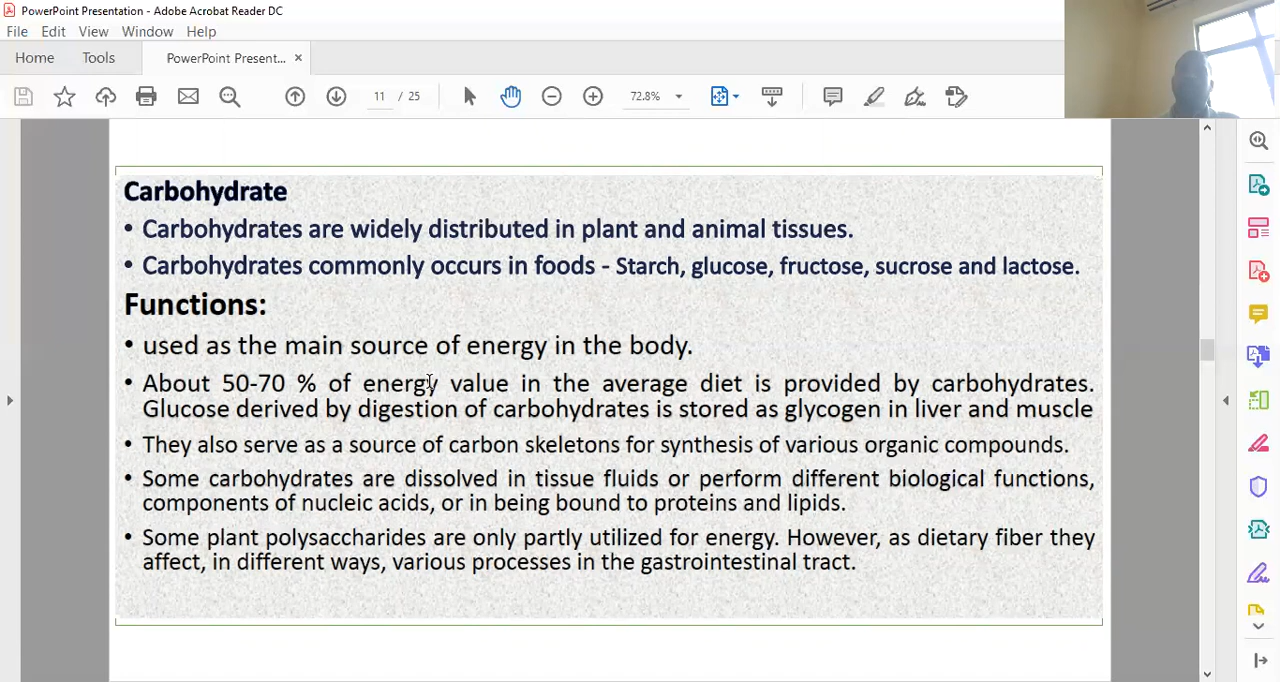 PowerPoint Presentation - Adobe Acrobat Reader DC
File Edit View Window Help
Home Tools PowerPoint Present... ×
11 / 25 72.8%
Carbohydrate
• Carbohydrates are widely distributed in plant and animal tissues.
• Carbohydrates commonly occurs in foods - Starch, glucose, fructose, sucrose and lactose.
Functions:
• used as the main source of energy in the body.
• About 50-70 % of energy value in the average diet is provided by carbohydrates.
Glucose derived by digestion of carbohydrates is stored as glycogen in liver and muscle
• They also serve as a source of carbon skeletons for synthesis of various organic compounds.
• Some carbohydrates are dissolved in tissue fluids or perform different biological functions,
components of nucleic acids, or in being bound to proteins and lipids.
• Some plant polysaccharides are only partly utilized for energy. However, as dietary fiber they
affect, in different ways, various processes in the gastrointestinal tract.